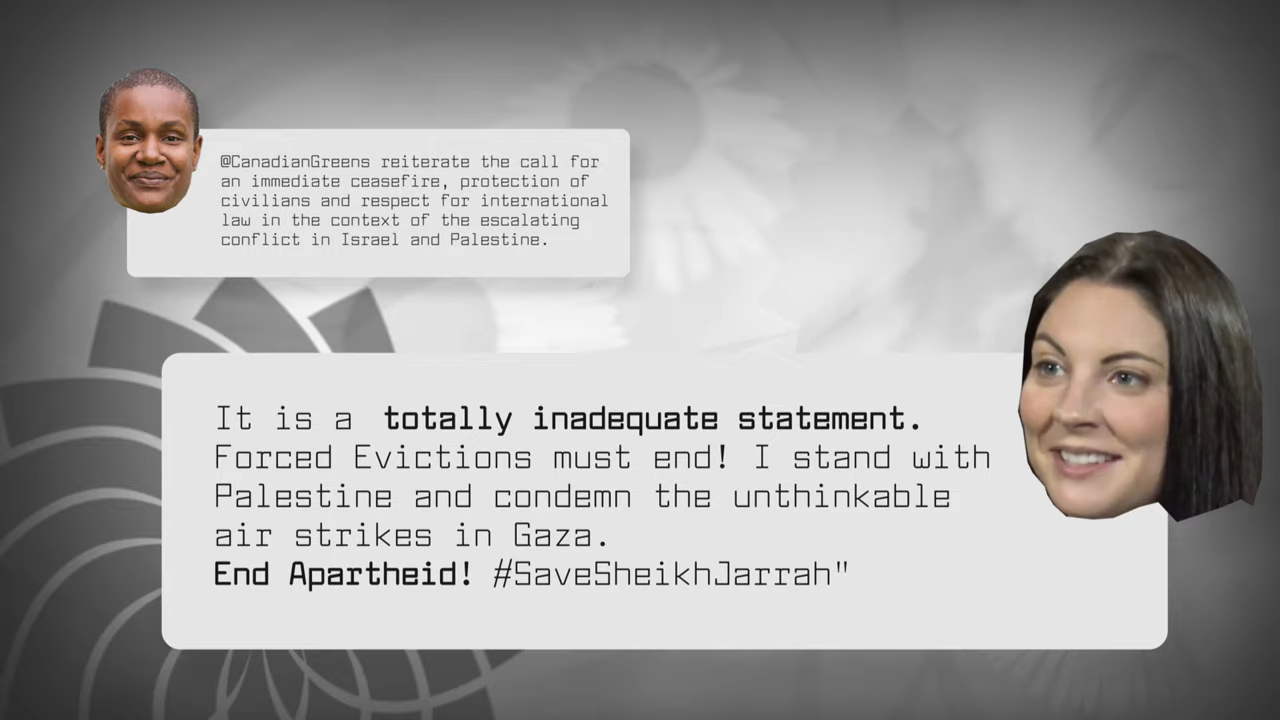 @CanadianGreens reiterate the call for
an immediate ceasefire, protection of
civilians and respect for international
law in the context of the escalating
conflict in Israel and Palestine.
It is a totally inadequate statement.
Forced Evictions must end! I stand with
Palestine and condemn the unthinkable
air strikes in Gaza.
End Apartheid! #SaveSheikhJarrah"